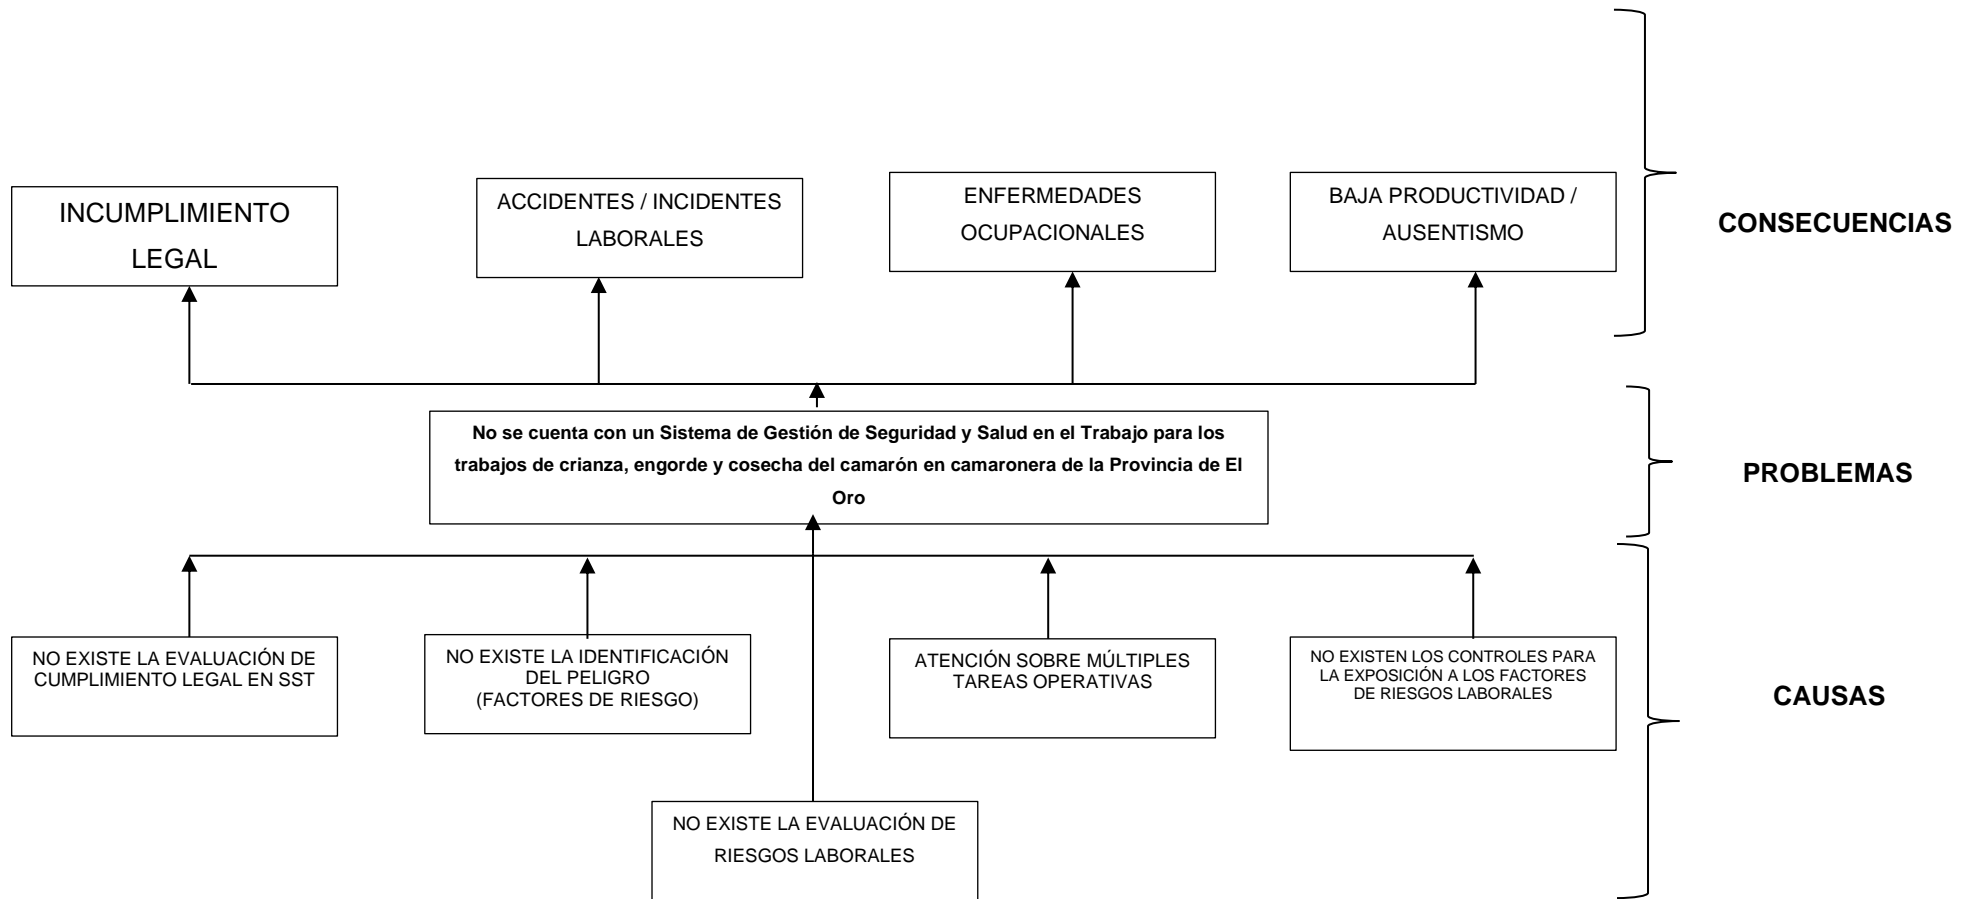 INCUMPLIMIENTO
LEGAL
ACCIDENTES / INCIDENTES
LABORALES
ENFERMEDADES
OCUPACIONALES
BAJA PRODUCTIVIDAD /
AUSENTISMO
CONSECUENCIAS
No se cuenta con un Sistema de Gestión de Seguridad y Salud en el Trabajo para los
trabajos de crianza, engorde y cosecha del camarón en camaronera de la Provincia de El
Oro
PROBLEMAS
NO EXISTE LA EVALUACIÓN DE
CUMPLIMIENTO LEGAL EN SST
NO EXISTE LA IDENTIFICACIÓN
DEL PELIGRO
(FACTORES DE RIESGO)
ATENCIÓN SOBRE MÚLTIPLES
TAREAS OPERATIVAS
NO EXISTEN LOS CONTROLES PARA
LA EXPOSICIÓN A LOS FACTORES
DE RIESGOS LABORALES
CAUSAS
NO EXISTE LA EVALUACIÓN DE
RIESGOS LABORALES